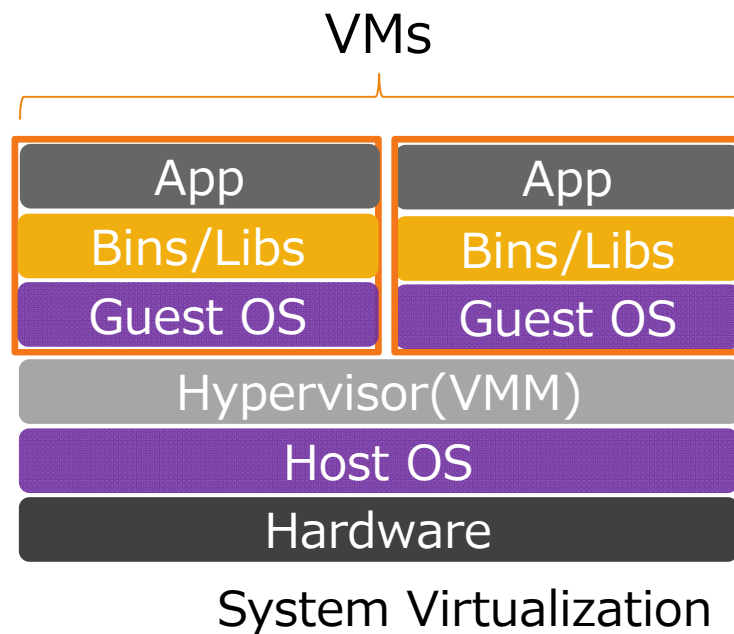 VMs
App
Bins/Libs
Guest OS
App
Bins/Libs
Guest OS
Hypervisor(VMM)
Host OS
Hardware
System Virtualization